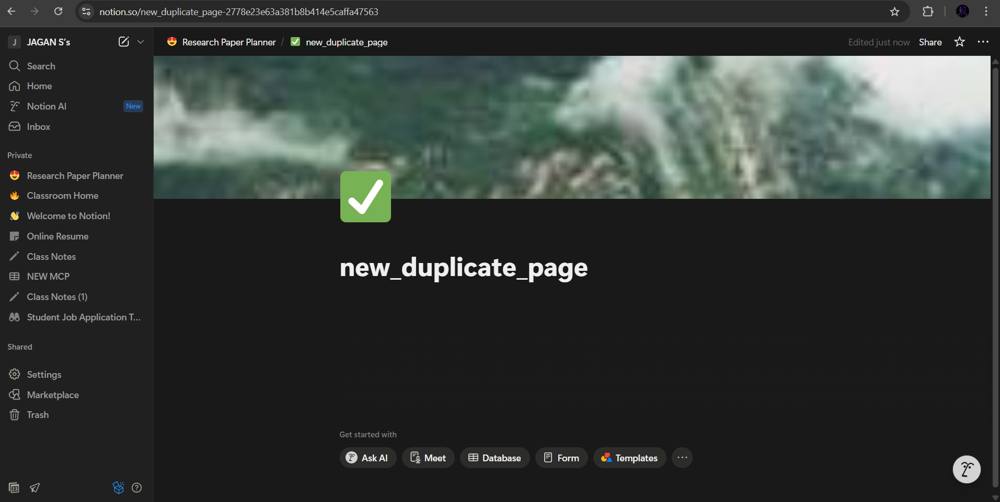 notion.so/new_duplicate_page-2778e23e63a381b8b414e5caffa47563
J JAGAN S's
Search
Home
Notion AI New
Inbox
Private
Research Paper Planner
Classroom Home
Welcome to Notion!
Online Resume
Class Notes
NEW MCP
Class Notes (1)
Student Job Application T...
Shared
Settings
Marketplace
Trash
23
Research Paper Planner / new_duplicate_page
Edited just now Share
new_duplicate_page
Get started with
Ask AI Meet Database Form Templates